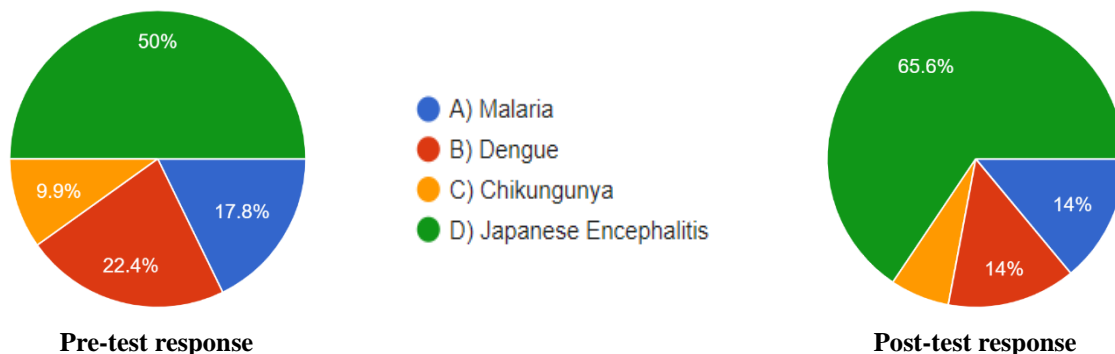 50%
9.9%
17.8%
22.4%
Pre-test response
A) Malaria
B) Dengue
C) Chikungunya
D) Japanese Encephalitis
65.6%
14%
14%
Post-test response